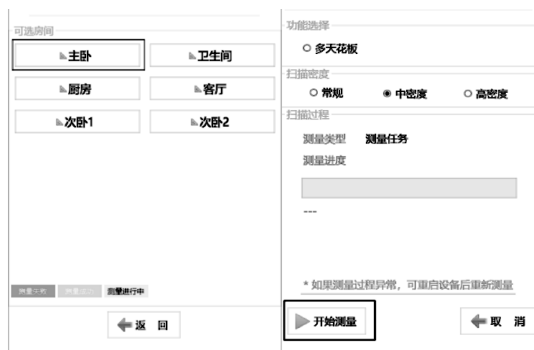 可选房间
主卧
卫生间
厨房
客厅
次卧1
次卧2
测量失败
测量进行中
返 回
功能选择
多天花板
扫描密度
常规
中密度
高密度
扫描过程
测量类型 测量任务
测量进度
---
* 如果测量过程异常，可重启设备后重新测量
开始测量
取 消